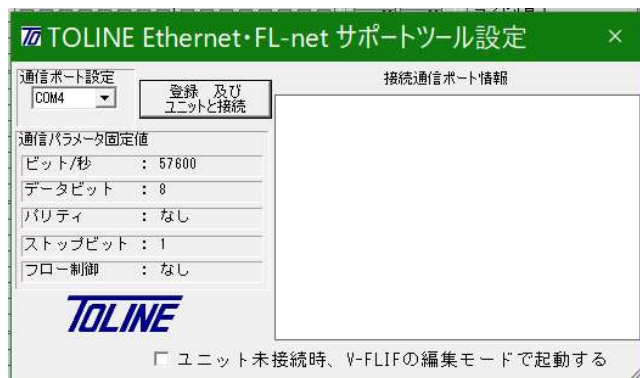 TOLINE Ethernet・FL-net サポートツール設定
通信ポート設定
COM4
登録 及び
ユニットと接続
接続通信ポート情報
通信パラメータ固定値
ビット/秒 : 57600
データビット : 8
パリティ : なし
ストップビット : 1
フロー制御 : なし
TOLINE
ユニット未接続時、V-FLIFの編集モードで起動する